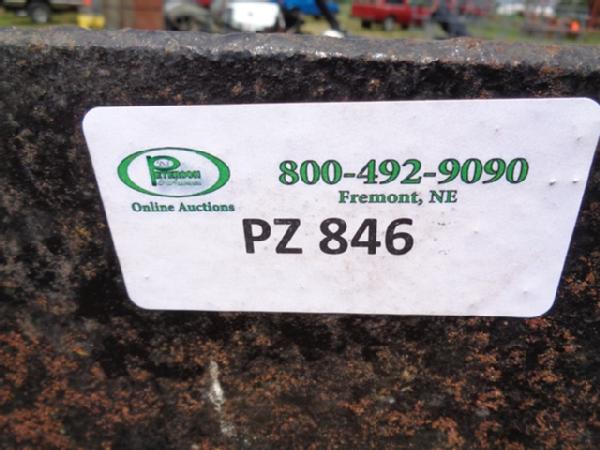 PETERSON
Online Auctions
800-492-9090
Fremont, NE
PZ 846